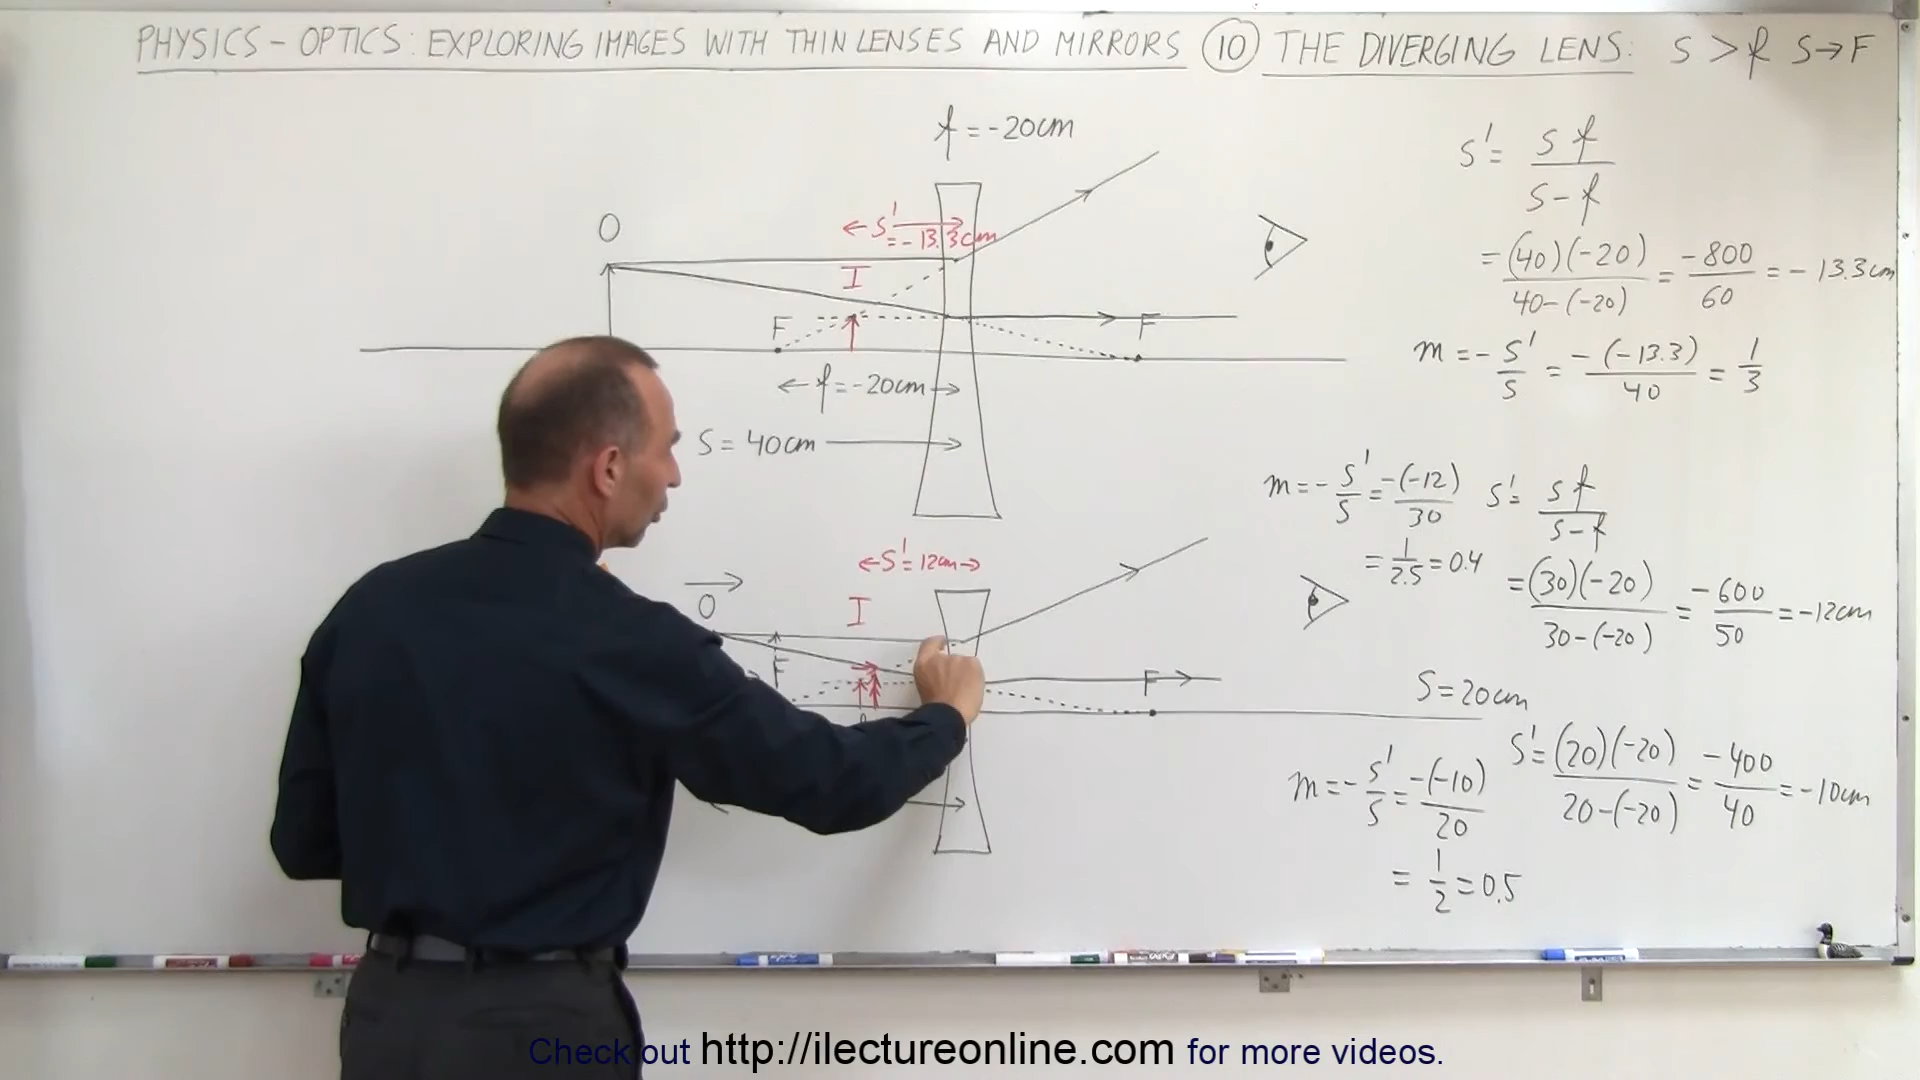 PHYSICS - OPTICS: EXPLORING IMAGES WITH THIN LENSES AND MIRRORS (10) THE DIVERGING LENS: S > f S→F
f = -20cm
O
← S' →
= - 13.3cm
I
F
F
← f = -20cm →
S = 40cm →
S' = S f / S - f
= (40)(-20) / 40-(-20) = -800 / 60 = - 13.3cm
m = - S' / S = -(-13.3) / 40 = 1 / 3
← S' = 12cm →
→
O
I
F
F
m = - S' / S = -(-12) / 30
= 1 / 2.5 = 0.4
S' = S f / S - f
= (30)(-20) / 30-(-20) = -600 / 50 = -12cm
S = 20cm
S' = (20)(-20) / 20-(-20) = -400 / 40 = -10cm
m = - S' / S = -(-10) / 20
= 1 / 2 = 0.5
Check out http://ilectureonline.com for more videos.